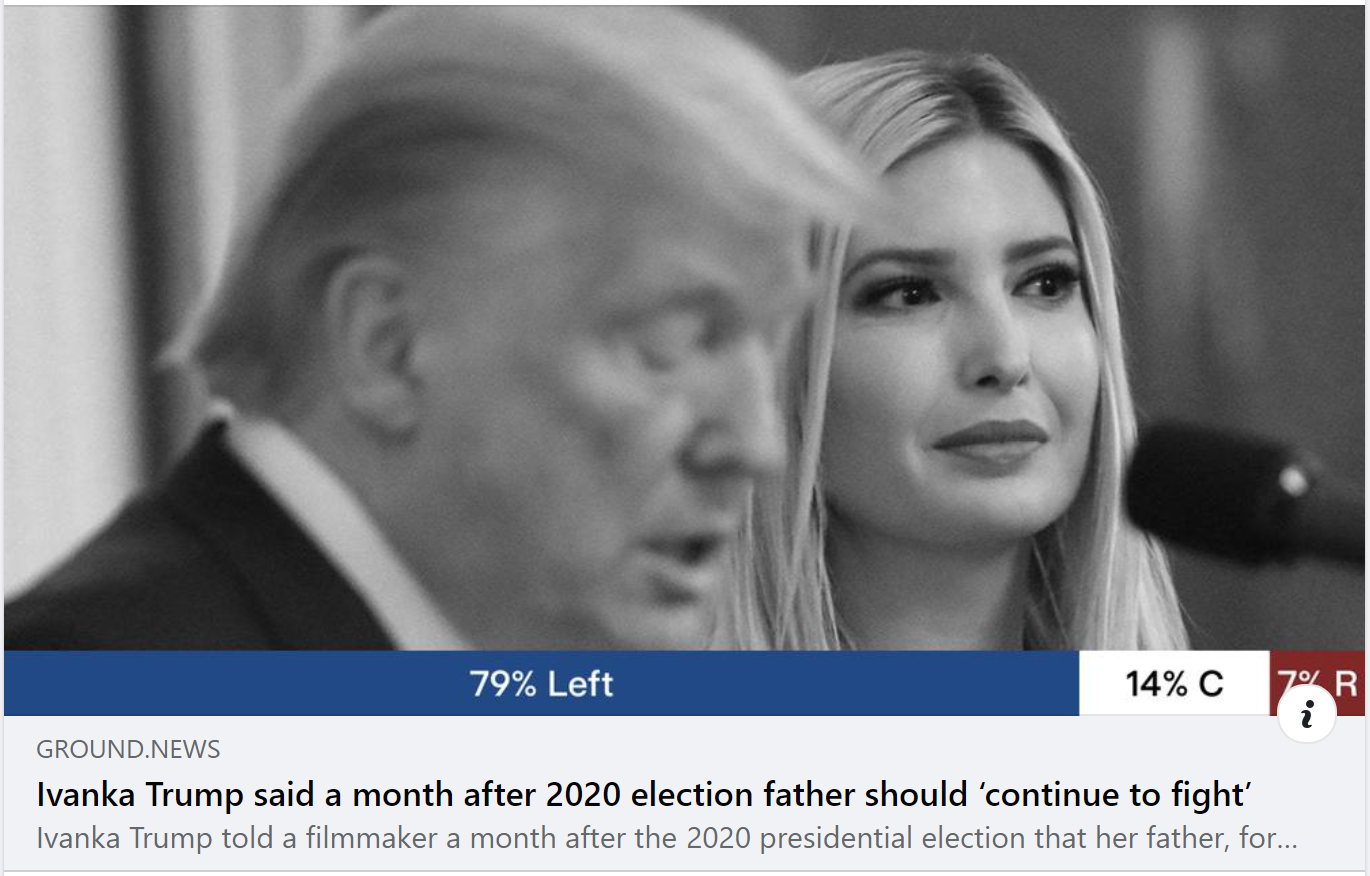 79% Left 14% C 7% R
i
GROUND.NEWS
Ivanka Trump said a month after 2020 election father should ‘continue to fight’
Ivanka Trump told a filmmaker a month after the 2020 presidential election that her father, for...